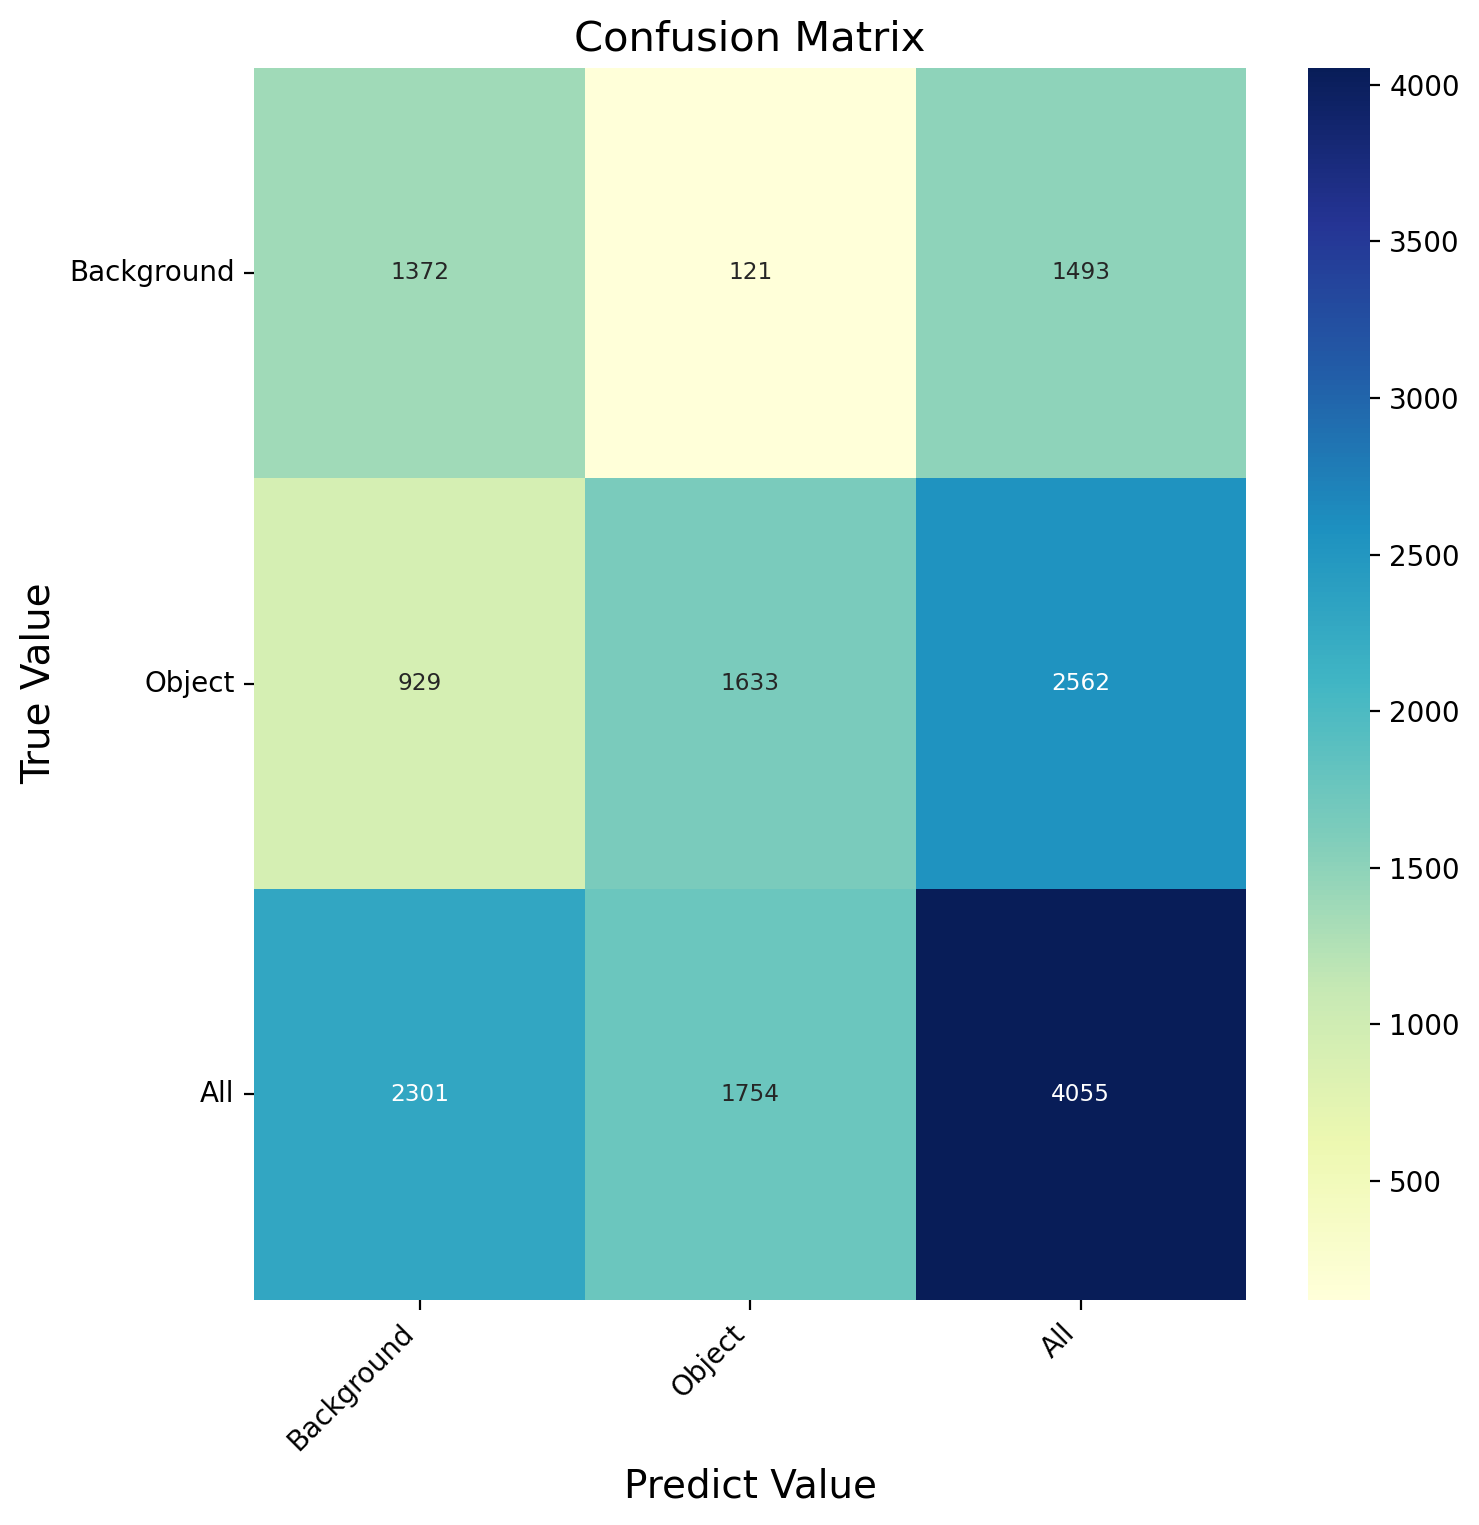 Confusion Matrix
Background 1372 121 1493
Object 929 1633 2562
All 2301 1754 4055
Background Object All
Predict Value
True Value
4000
3500
3000
2500
2000
1500
1000
500